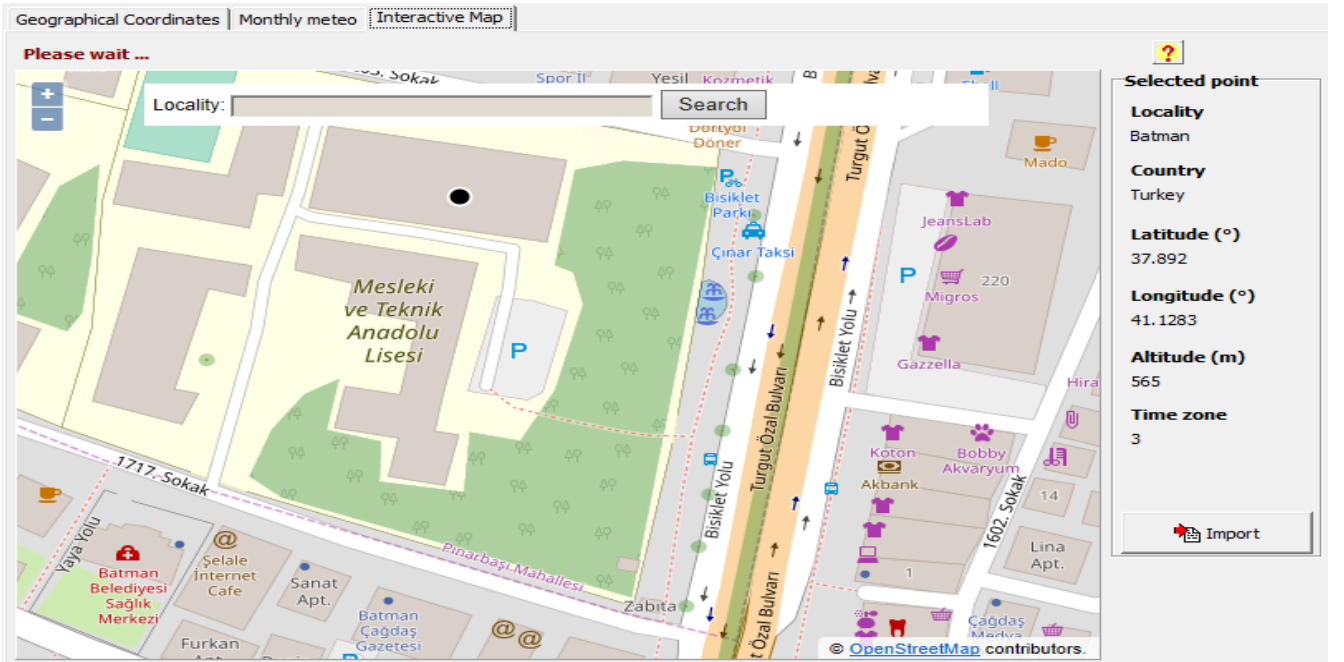 Geographical Coordinates
Monthly meteo
Interactive Map
Please wait ...
?
+
−
Sokak
Spor İl
Yeşil
Kozmetik
Shell
Locality:
Search
Dörtyol
Döner
Turgut Ö
Mado
P
Bisiklet
Parkı
Çınar Taksi
JeansLab
P
220
Migros
Gazzella
Mesleki
ve Teknik
Anadolu
Lisesi
P
Bisiklet Yolu
Turgut Özal Bulvarı
Bisiklet Yolu
Hira
Koton
Bobby
Akvaryum
Akbank
14
1602. Sokak
Lina
Apt.
1
1717. Sokak
Yaya Yolu
Batman
Belediyesi
Sağlık
Merkezi
@
Şelale
İnternet
Cafe
Sanat
Apt.
Pınarbaşı Mahallesi
Zabıta
t Özal Bulvarı
Batman
Çağdaş
Gazetesi
@
@
Furkan
Çağdaş
Medya
© OpenStreetMap contributors.
Selected point
Locality
Batman
Country
Turkey
Latitude (°)
37.892
Longitude (°)
41.1283
Altitude (m)
565
Time zone
3
Import